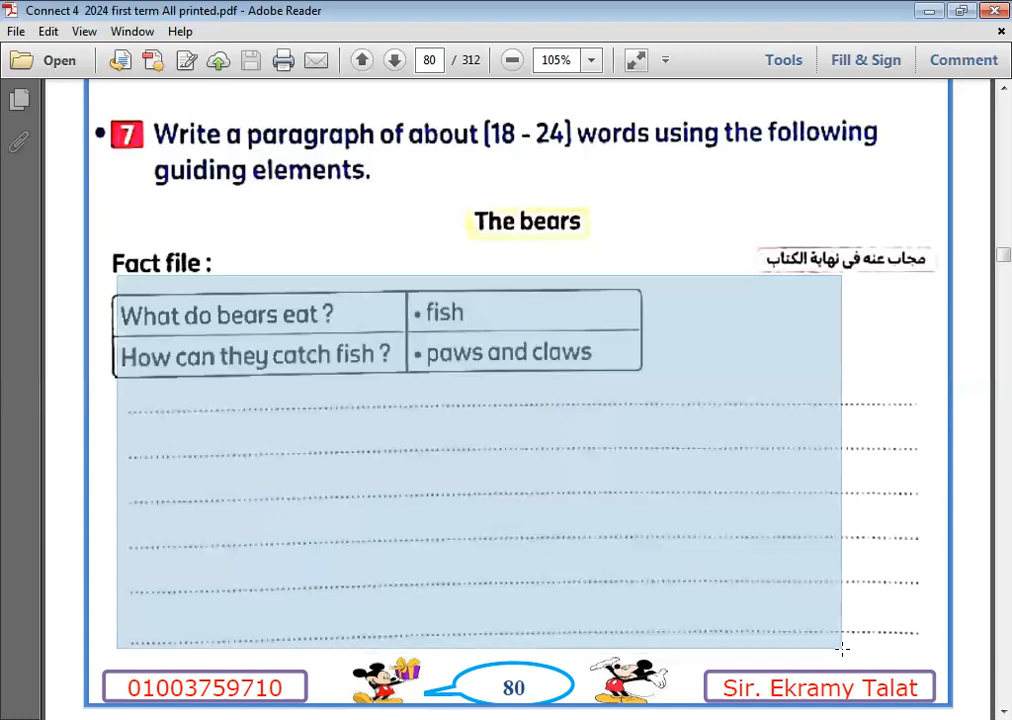 Connect 4 2024 first term All printed.pdf - Adobe Reader
File Edit View Window Help
Open 80 / 312 105% Tools Fill & Sign Comment
7 Write a paragraph of about (18 - 24) words using the following
guiding elements.
The bears
Fact file :
مجاب عنه فى نهاية الكتاب
What do bears eat ? • fish
How can they catch fish ? • paws and claws
01003759710
80
Sir. Ekramy Talat